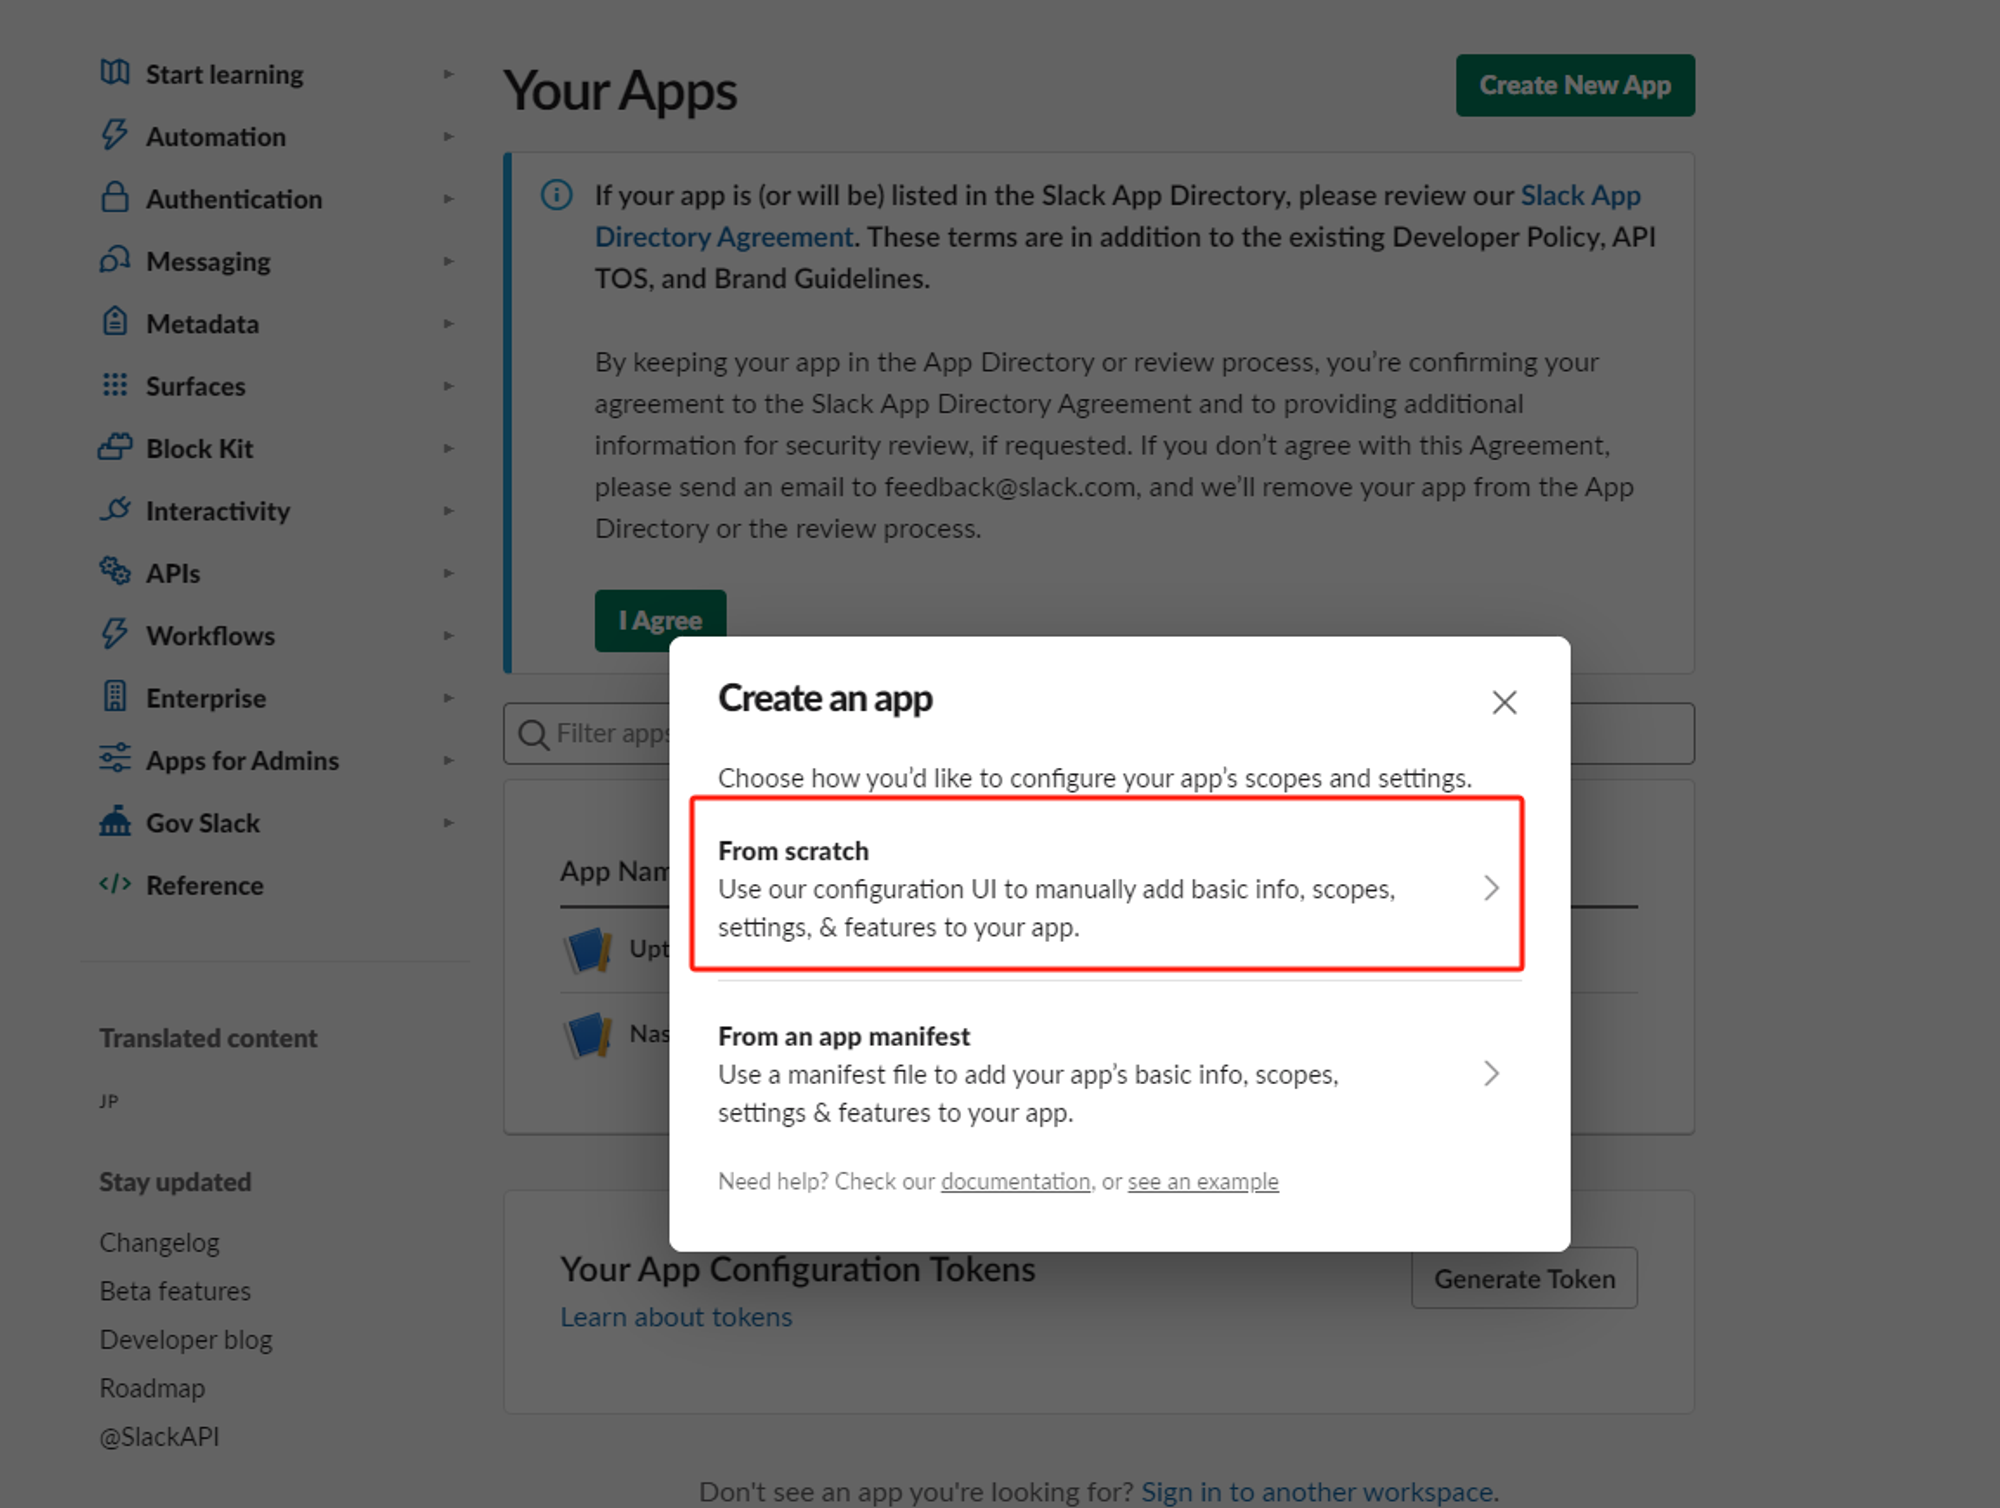 Start learning
Automation
Authentication
Messaging
Metadata
Surfaces
Block Kit
Interactivity
APIs
Workflows
Enterprise
Apps for Admins
Gov Slack
Reference
Translated content
JP
Stay updated
Changelog
Beta features
Developer blog
Roadmap
@SlackAPI
Your Apps
Create New App
If your app is (or will be) listed in the Slack App Directory, please review our Slack App
Directory Agreement. These terms are in addition to the existing Developer Policy, API
TOS, and Brand Guidelines.
By keeping your app in the App Directory or review process, you’re confirming your
agreement to the Slack App Directory Agreement and to providing additional
information for security review, if requested. If you don’t agree with this Agreement,
please send an email to feedback@slack.com, and we’ll remove your app from the App
Directory or the review process.
I Agree
Filter apps
App Nam
Upt
Nas
Create an app
Choose how you’d like to configure your app’s scopes and settings.
From scratch
Use our configuration UI to manually add basic info, scopes,
settings, & features to your app.
From an app manifest
Use a manifest file to add your app’s basic info, scopes,
settings & features to your app.
Need help? Check our documentation, or see an example
Your App Configuration Tokens
Generate Token
Learn about tokens
Don't see an app you're looking for? Sign in to another workspace.